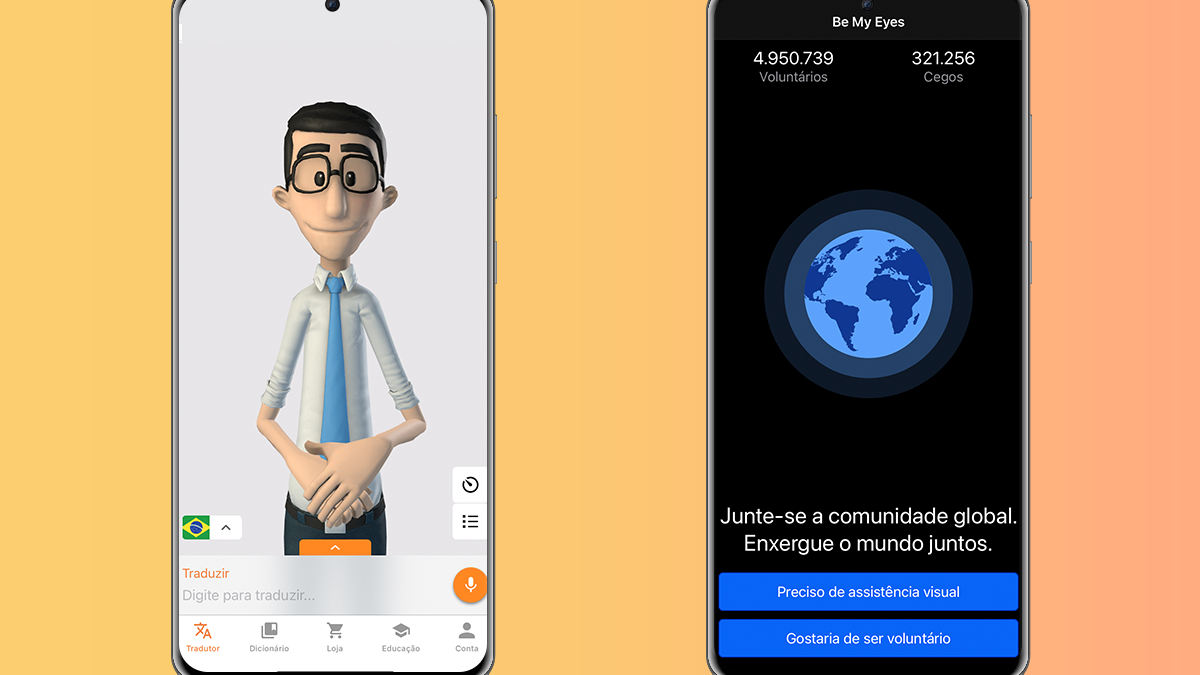 Traduzir
Digite para traduzir...
Tradutor
Dicionário
Loja
Educação
Conta
Be My Eyes
4.950.739
321.256
Voluntários
Cegos
Junte-se a comunidade global.
Enxergue o mundo juntos.
Preciso de assistência visual
Gostaria de ser voluntário